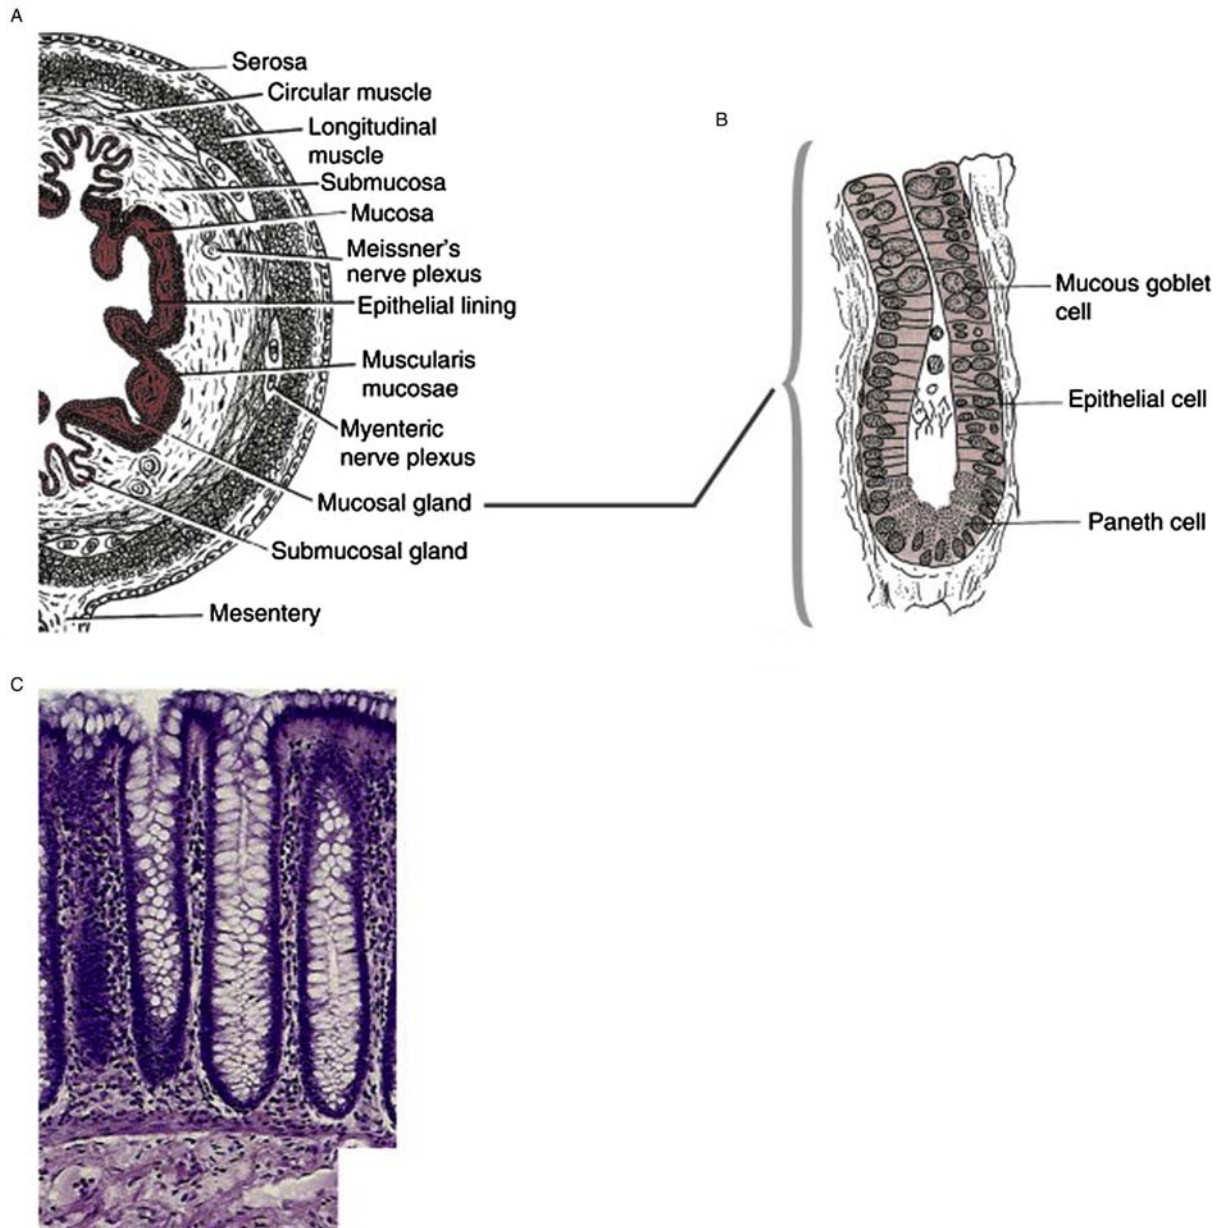 A
Serosa
Circular muscle
Longitudinal
muscle
Submucosa
Mucosa
Meissner's
nerve plexus
Epithelial lining
Muscularis
mucosae
Myenteric
nerve plexus
Mucosal gland
Submucosal gland
Mesentery
B
Mucous goblet
cell
Epithelial cell
Paneth cell
C